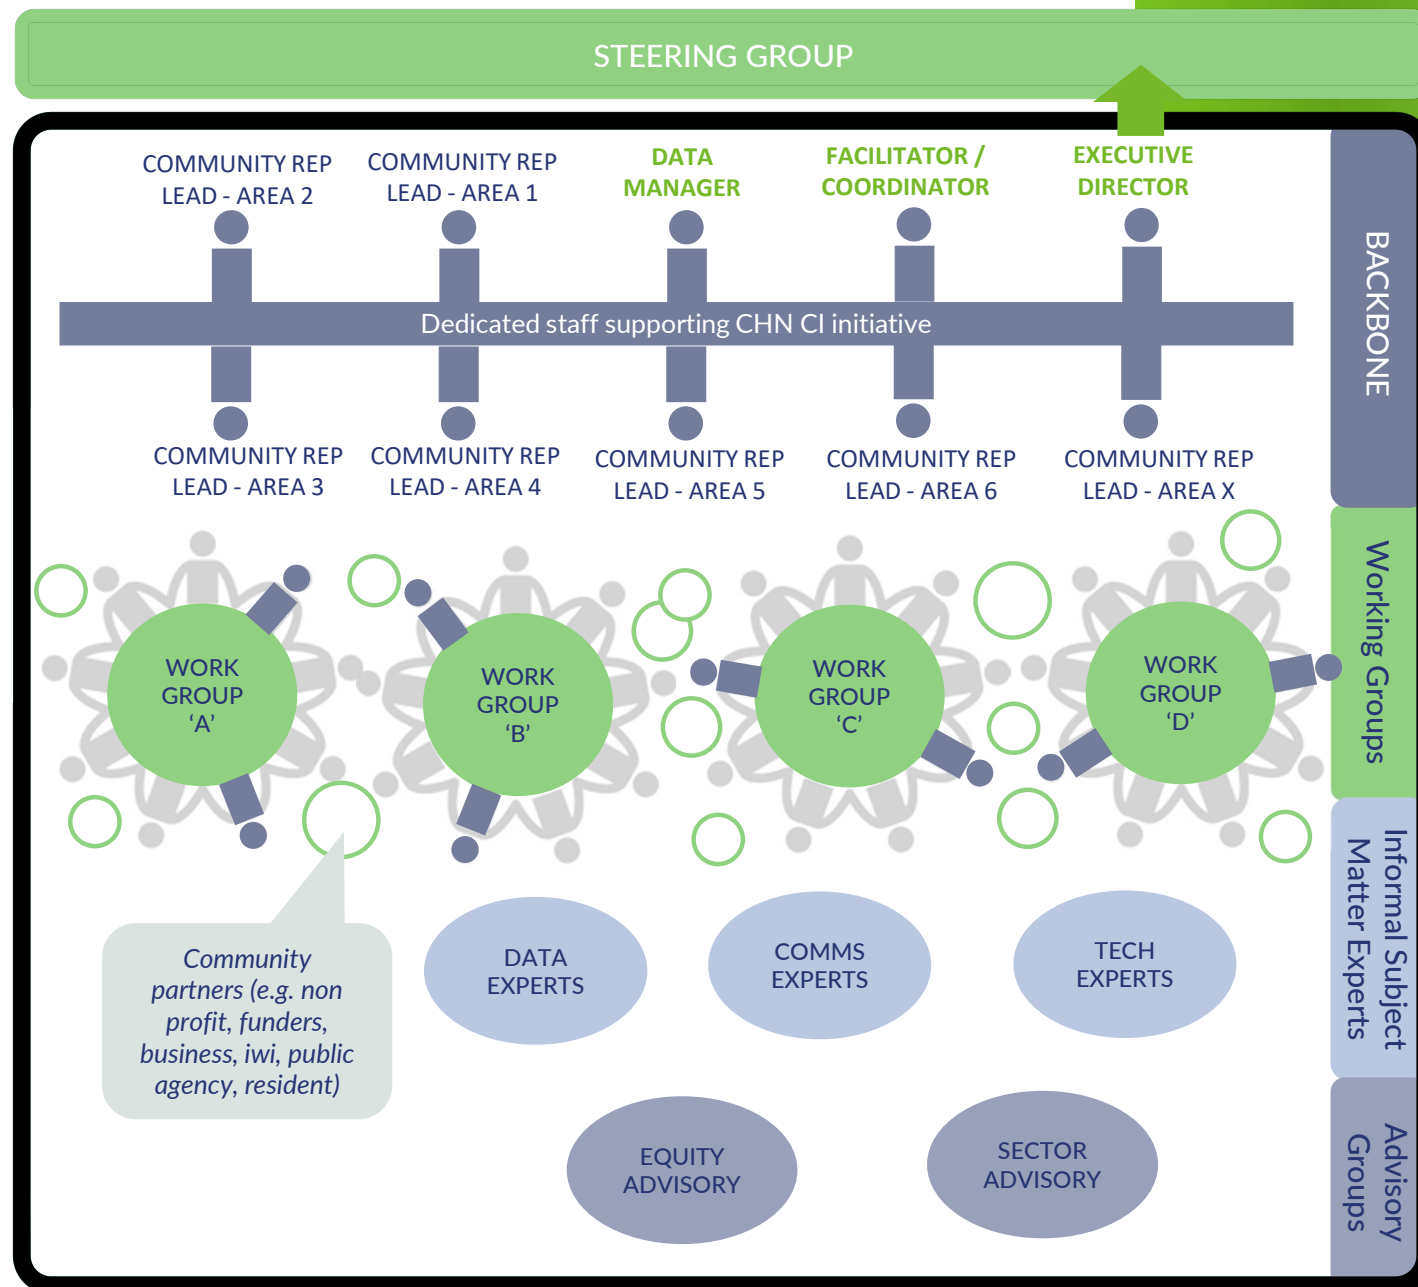 STEERING GROUP
COMMUNITY REP
LEAD - AREA 2
COMMUNITY REP
LEAD - AREA 1
DATA
MANAGER
FACILITATOR /
COORDINATOR
EXECUTIVE
DIRECTOR
BACKBONE
Dedicated staff supporting CHN CI initiative
COMMUNITY REP
LEAD - AREA 3
COMMUNITY REP
LEAD - AREA 4
COMMUNITY REP
LEAD - AREA 5
COMMUNITY REP
LEAD - AREA 6
COMMUNITY REP
LEAD - AREA X
Working Groups
WORK
GROUP
‘A’
WORK
GROUP
‘B’
WORK
GROUP
‘C’
WORK
GROUP
‘D’
Informal Subject
Matter Experts
Community
partners (e.g. non
profit, funders,
business, iwi, public
agency, resident)
DATA
EXPERTS
COMMS
EXPERTS
TECH
EXPERTS
Advisory
Groups
EQUITY
ADVISORY
SECTOR
ADVISORY